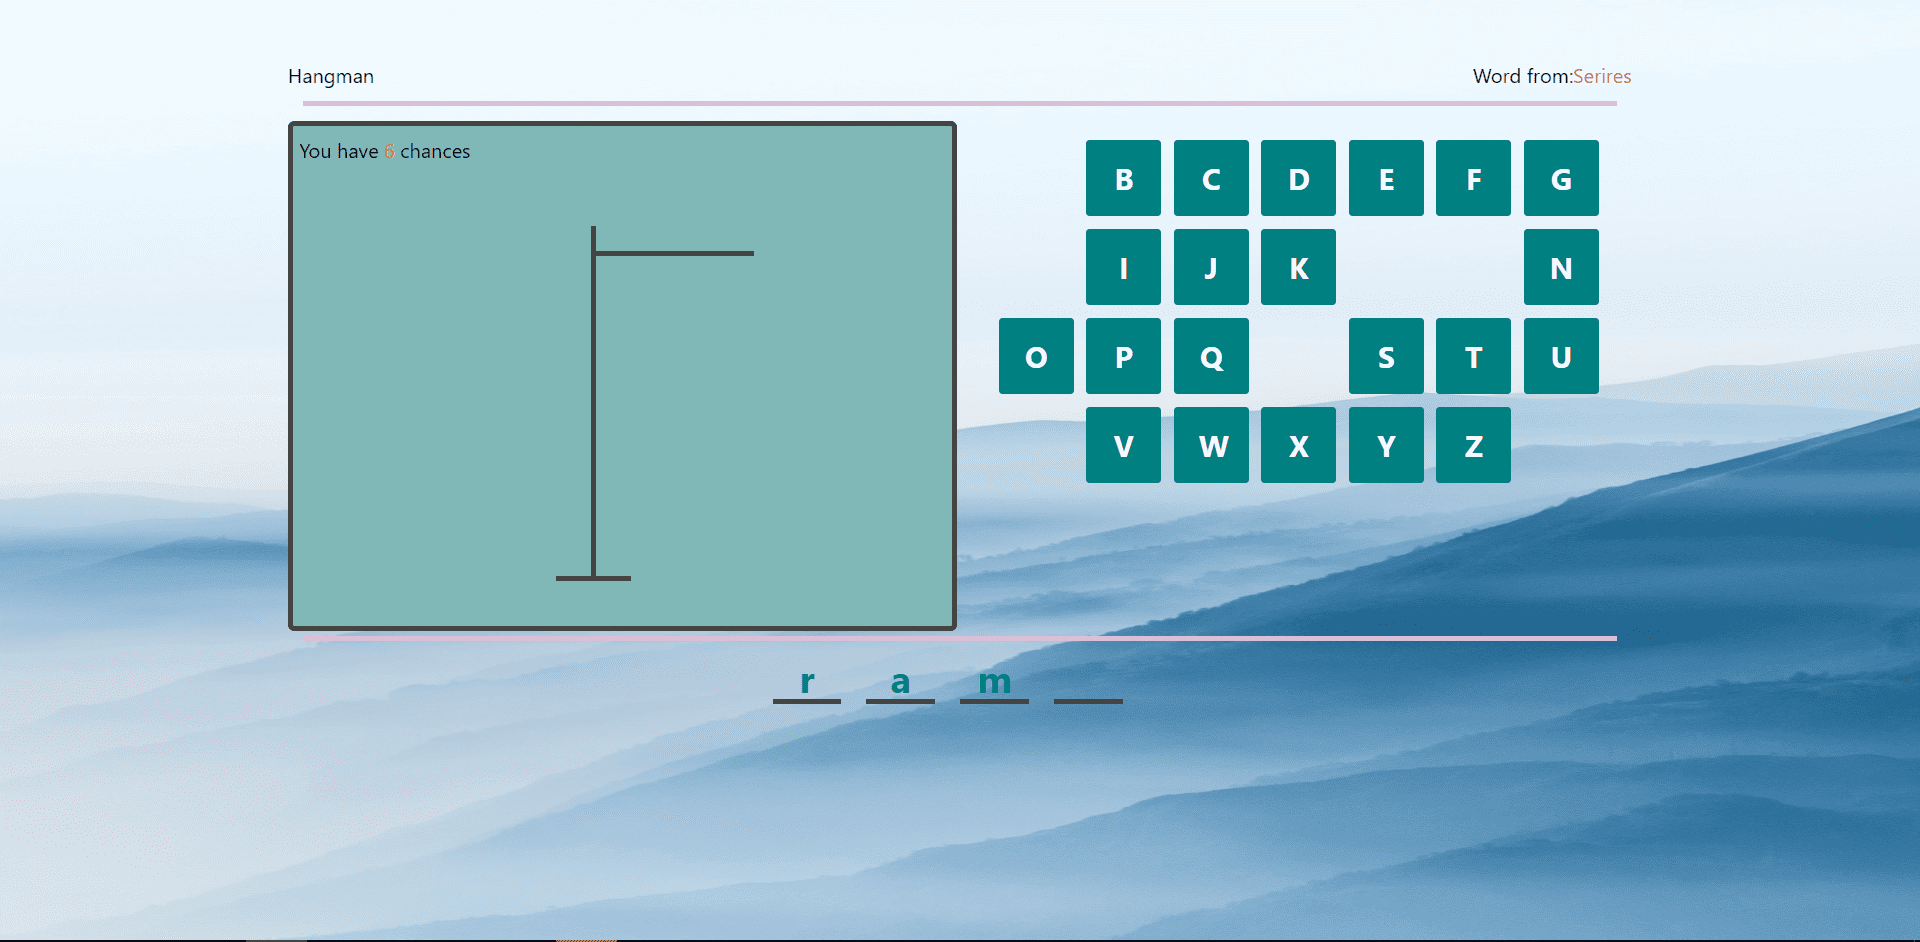 Hangman
Word from:Serires
You have 6 chances
B C D E F G
I J K N
O P Q S T U
V W X Y Z
r a m